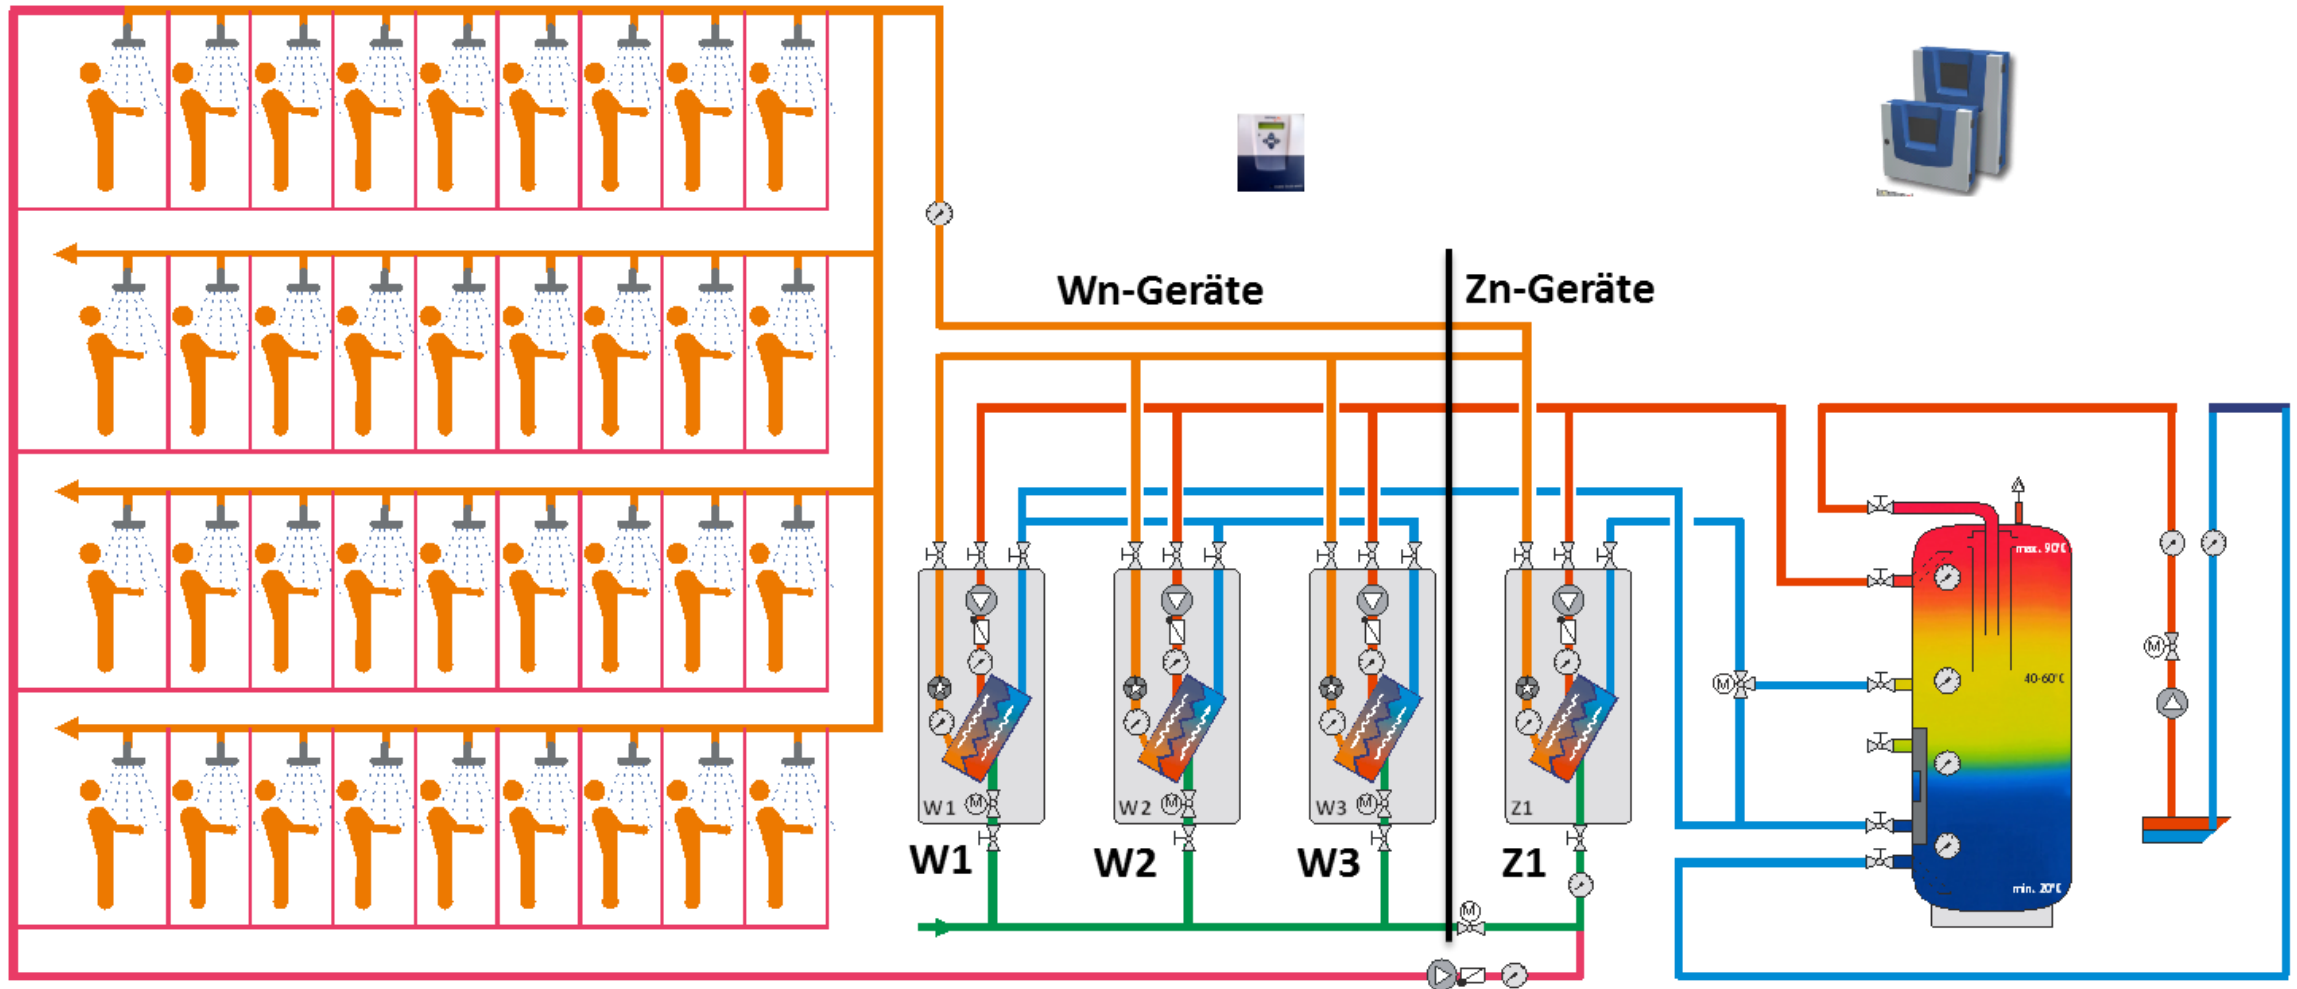 Wn-Geräte
Zn-Geräte
max. 90°C
40-60°C
min. 20°C
W1
M
W2
M
W3
M
Z1
W1
W2
W3
Z1
M
M
M